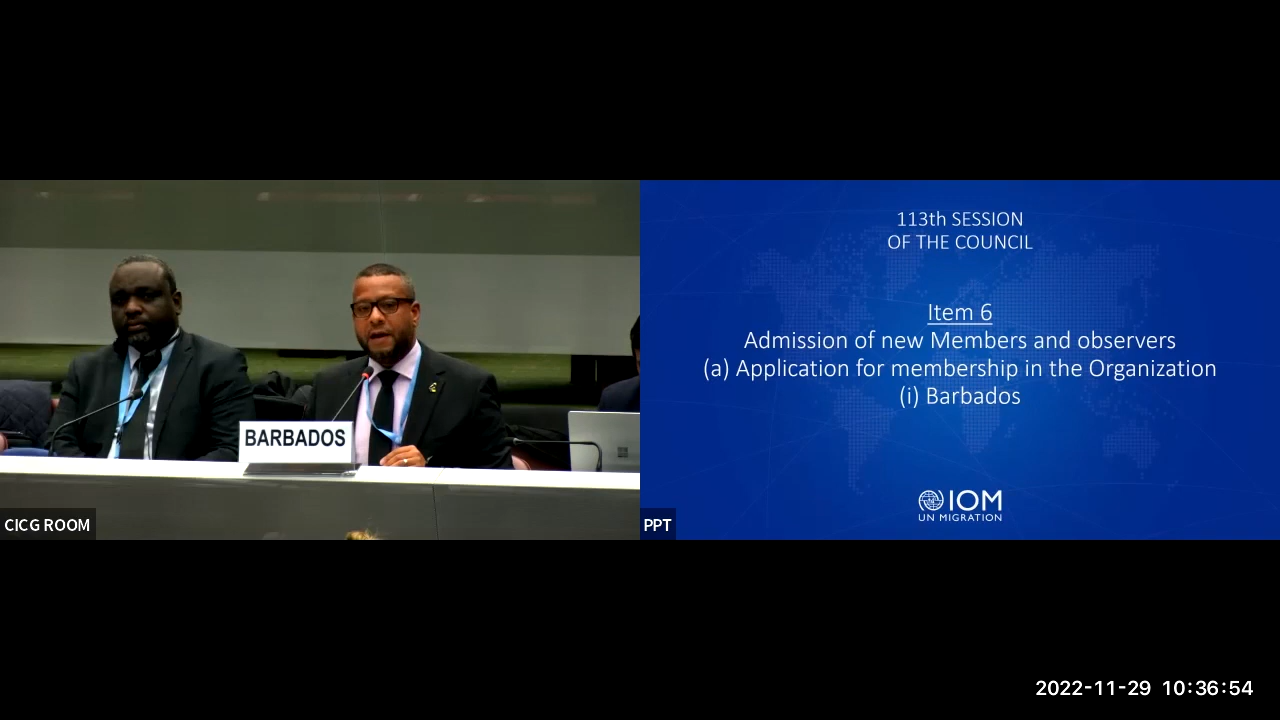 BARBADOS
CICG ROOM
113th SESSION
OF THE COUNCIL
Item 6
Admission of new Members and observers
(a) Application for membership in the Organization
(i) Barbados
IOM
UN MIGRATION
PPT
2022-11-29 10:36:54